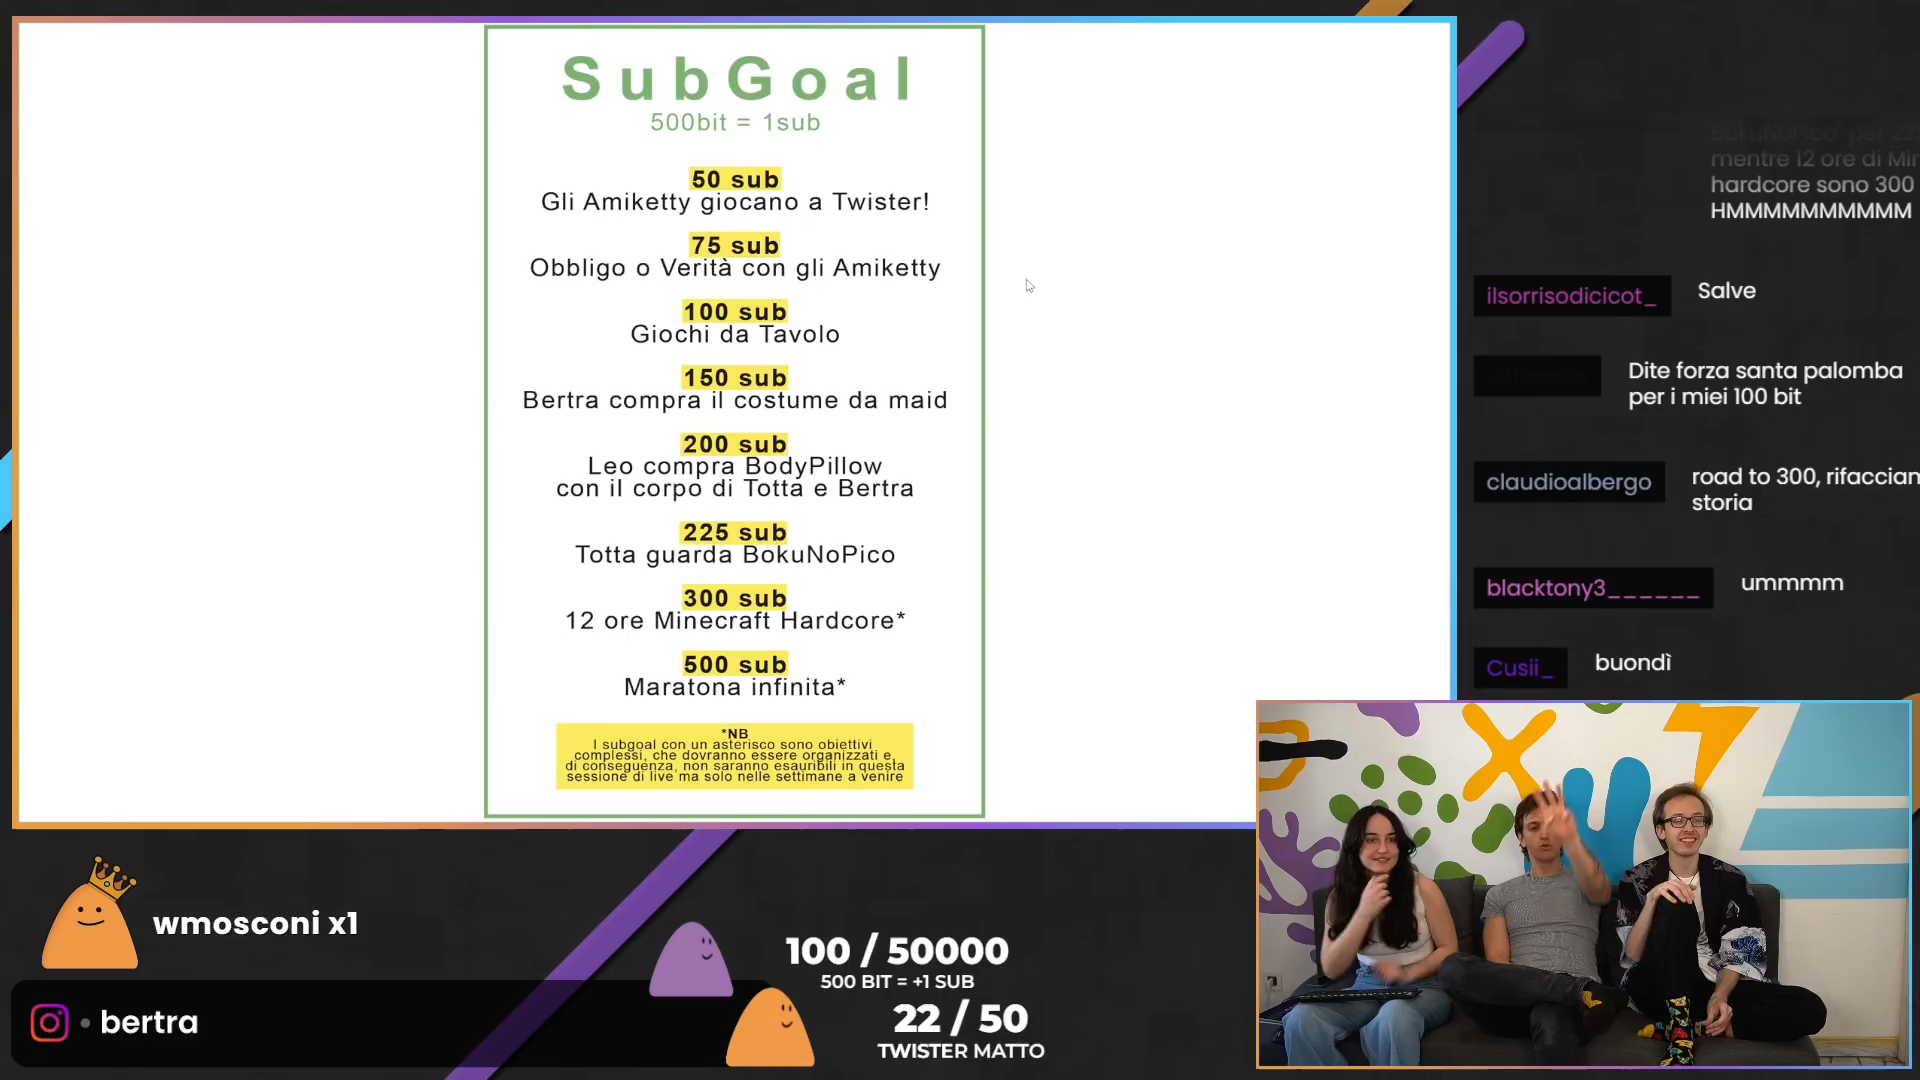 SubGoal
500bit = 1sub
50 sub
Gli Amiketty giocano a Twister!
75 sub
Obbligo o Verità con gli Amiketty
100 sub
Giochi da Tavolo
150 sub
Bertra compra il costume da maid
200 sub
Leo compra BodyPillow
con il corpo di Totta e Bertra
225 sub
Totta guarda BokuNoPico
300 sub
12 ore Minecraft Hardcore*
500 sub
Maratona infinita*
*NB
I subgoal con un asterisco sono obiettivi
complessi, che dovranno essere organizzati e,
di conseguenza, non saranno esauribili in questa
sessione di live ma solo nelle settimane a venire
BokuNoPico per 22
mentre 12 ore di Min
hardcore sono 300
HMMMMMMMMMM
ilsorrisodicicot_ Salve
Dite forza santa palomba
per i miei 100 bit
claudioalbergo road to 300, rifacciam
storia
blacktony3______ ummmm
Cusii_ buondì
wmosconi x1
bertra
100 / 50000
500 BIT = +1 SUB
22 / 50
TWISTER MATTO